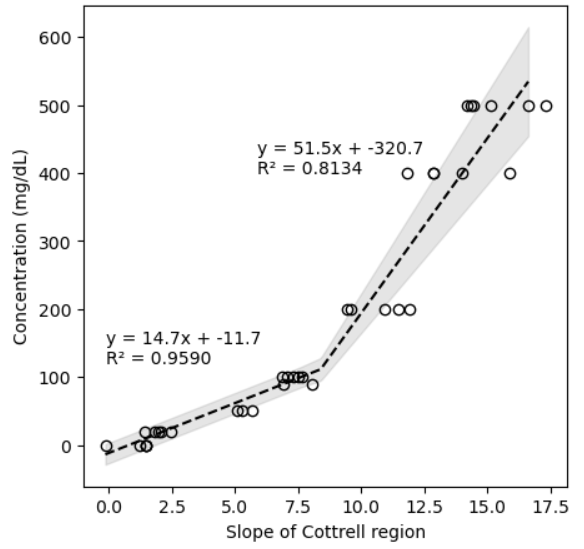 600
500
400
300
200
100
0
Concentration (mg/dL)
y = 51.5x + -320.7
R² = 0.8134
y = 14.7x + -11.7
R² = 0.9590
0.0 2.5 5.0 7.5 10.0 12.5 15.0 17.5
Slope of Cottrell region